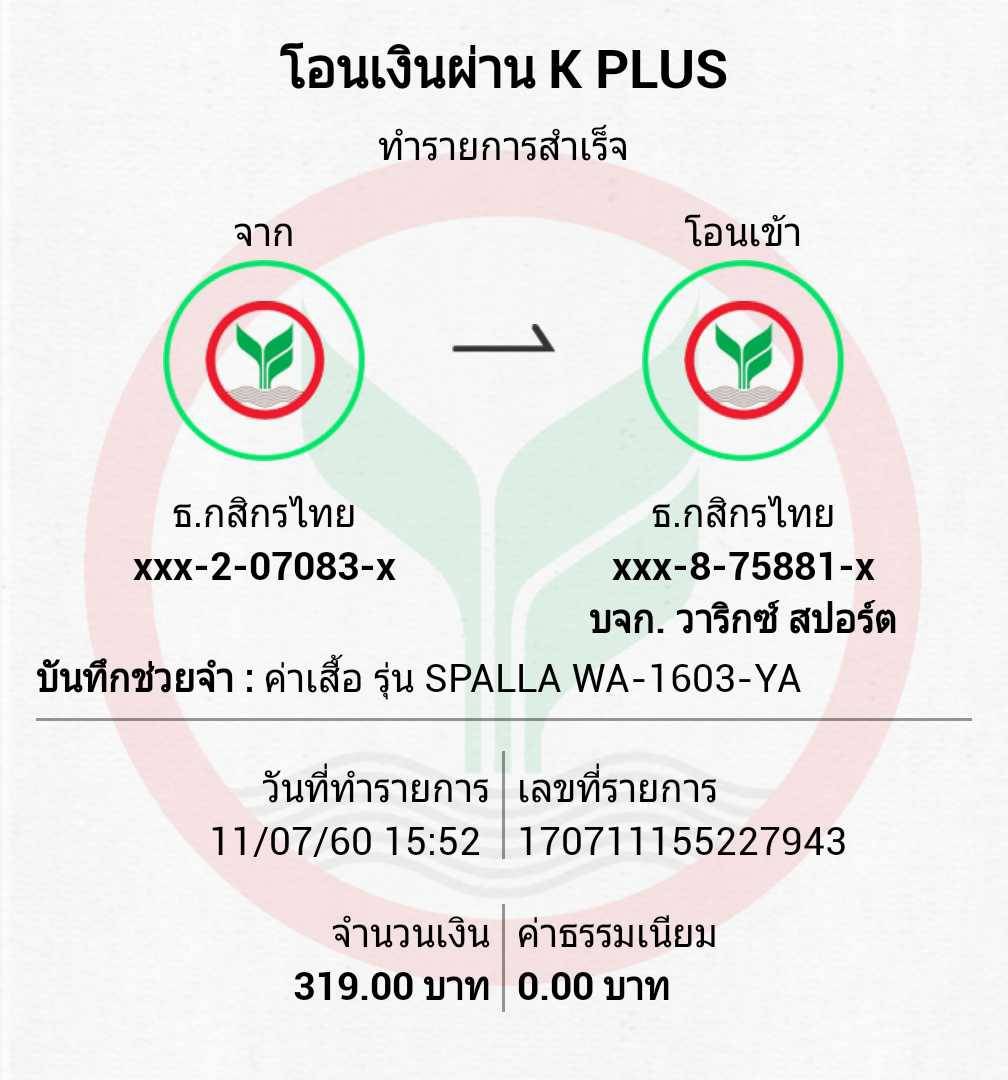 โอนเงินผ่าน K PLUS
ทำรายการสำเร็จ
จาก
โอนเข้า
ธ.กสิกรไทย
xxx-2-07083-x
ธ.กสิกรไทย
xxx-8-75881-x
บจก. วาริกซ์ สปอร์ต
บันทึกช่วยจำ : ค่าเสื้อ รุ่น SPALLA WA-1603-YA
วันที่ทำรายการ
11/07/60 15:52
เลขที่รายการ
170711155227943
จำนวนเงิน
319.00 บาท
ค่าธรรมเนียม
0.00 บาท